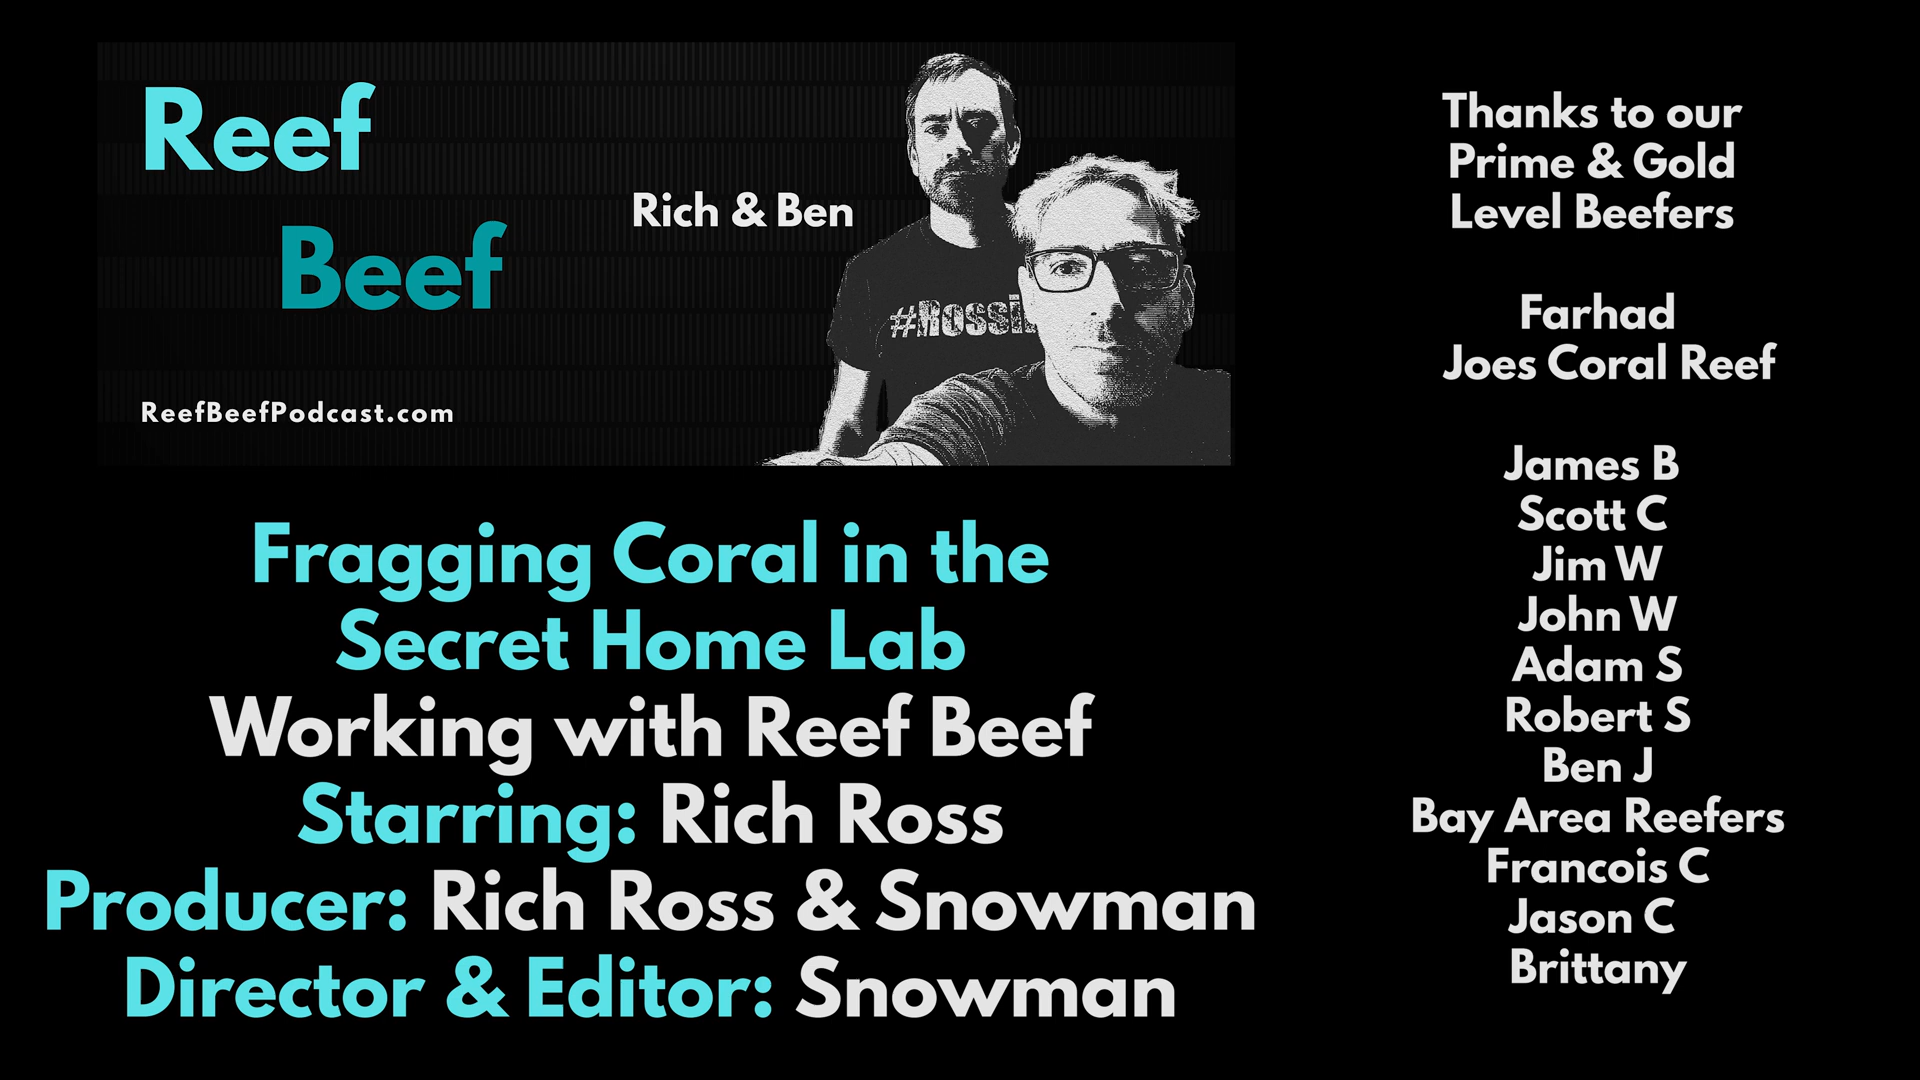 Reef
Beef
Rich & Ben
ReefBeefPodcast.com
Fragging Coral in the
Secret Home Lab
Working with Reef Beef
Starring: Rich Ross
Producer: Rich Ross & Snowman
Director & Editor: Snowman
Thanks to our
Prime & Gold
Level Beefers
Farhad
Joes Coral Reef
James B
Scott C
Jim W
John W
Adam S
Robert S
Ben J
Bay Area Reefers
Francois C
Jason C
Brittany